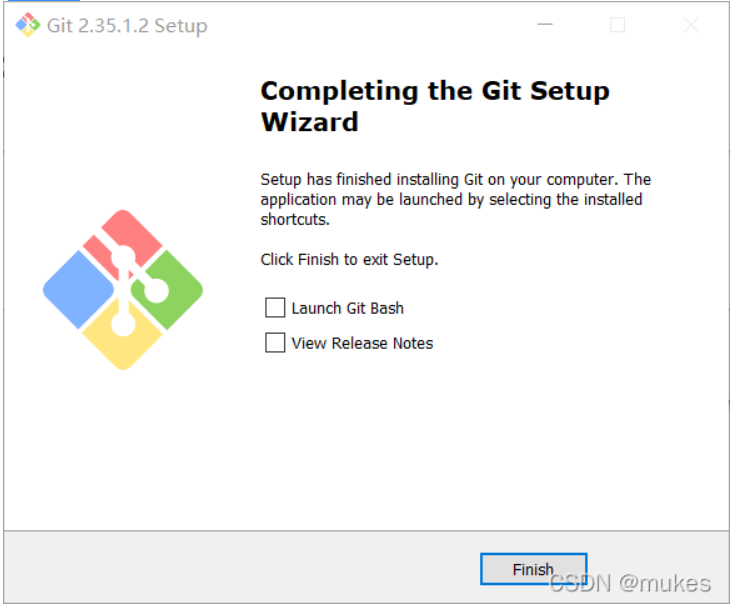 Git 2.35.1.2 Setup
Completing the Git Setup
Wizard
Setup has finished installing Git on your computer. The
application may be launched by selecting the installed
shortcuts.
Click Finish to exit Setup.
Launch Git Bash
View Release Notes
Finish
CSDN @mukes